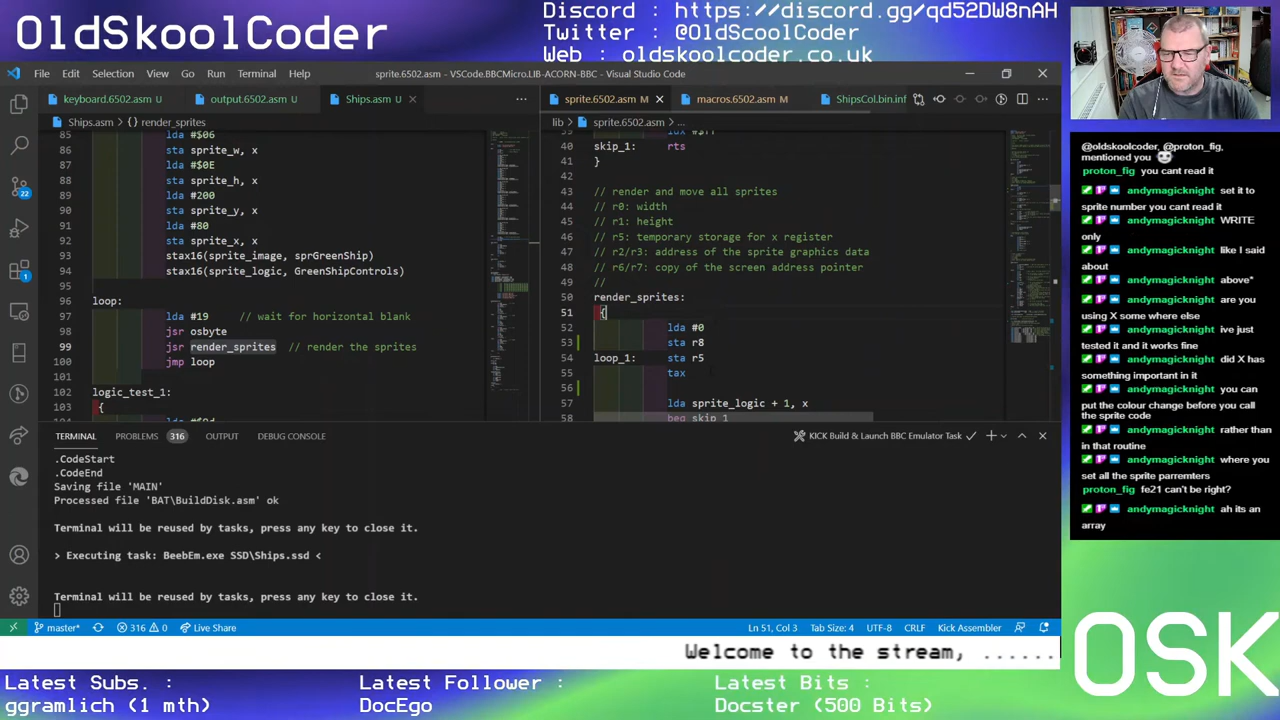 OldSkoolCoder
Discord : https://discord.gg/qd52DW8nAH
Twitter : @OldScoolCoder
Web : oldskoolcoder.co.uk
File Edit Selection View Go Run Terminal Help
sprite.6502.asm - VSCode.BBCMicro.LIB-ACORN-BBC - Visual Studio Code
keyboard.6502.asm U output.6502.asm U Ships.asm U
Ships.asm > {} render_sprites
85 lda #$06
86 sta sprite_w, x
87 lda #$0E
88 sta sprite_h, x
89 lda #200
90 sta sprite_y, x
91 lda #80
92 sta sprite_x, x
93 stax16(sprite_image, sprGreenShip)
94 stax16(sprite_logic, GreenShipControls)
95
96 loop:
97 lda #19 // wait for horizontal blank
98 jsr osbyte
99 jsr render_sprites // render the sprites
100 jmp loop
101
102 logic_test_1:
103 {
sprite.6502.asm M macros.6502.asm M ShipsCol.bin.inf
lib > sprite.6502.asm > ...
40 skip_1: rts
41 }
42
43 // render and move all sprites
44 // r0: width
45 // r1: height
46 // r5: temporary storage for x register
47 // r2/r3: address of the sprite graphics data
48 // r6/r7: copy of the screen address pointer
49 //
50 render_sprites:
51 {
52 lda #0
53 sta r8
54 loop_1: sta r5
55 tax
56
57 lda sprite_logic + 1, x
58 beq skip_1
TERMINAL PROBLEMS 316 OUTPUT DEBUG CONSOLE
KICK Build & Launch BBC Emulator Task
.CodeStart
.CodeEnd
Saving file 'MAIN'
Processed file 'BAT\BuildDisk.asm' ok
Terminal will be reused by tasks, press any key to close it.
> Executing task: BeebEm.exe SSD\Ships.ssd <
Terminal will be reused by tasks, press any key to close it.
22
1
master* 316 0 Live Share
Ln 51, Col 3 Tab Size: 4 UTF-8 CRLF Kick Assembler
@oldskoolcoder, @proton_fig,
mentioned you
proton_fig you cant read it
andymagicknight set it to
sprite number you cant read it
andymagicknight WRITE
only
andymagicknight like I said
about
andymagicknight above*
andymagicknight are you
using X some where else
andymagicknight ive just
tested it and it works fine
andymagicknight did X has
something important in it
andymagicknight you can
put the colour change before you call
the sprite code
andymagicknight rather than
in that routine
andymagicknight where you
set all the sprite parremters
proton_fig fe21 can't be right?
andymagicknight ah its an
array
OSK
Welcome to the stream, ......
Latest Subs. :
ggramlich (1 mth)
Latest Follower :
DocEgo
Latest Bits :
Docster (500 Bits)